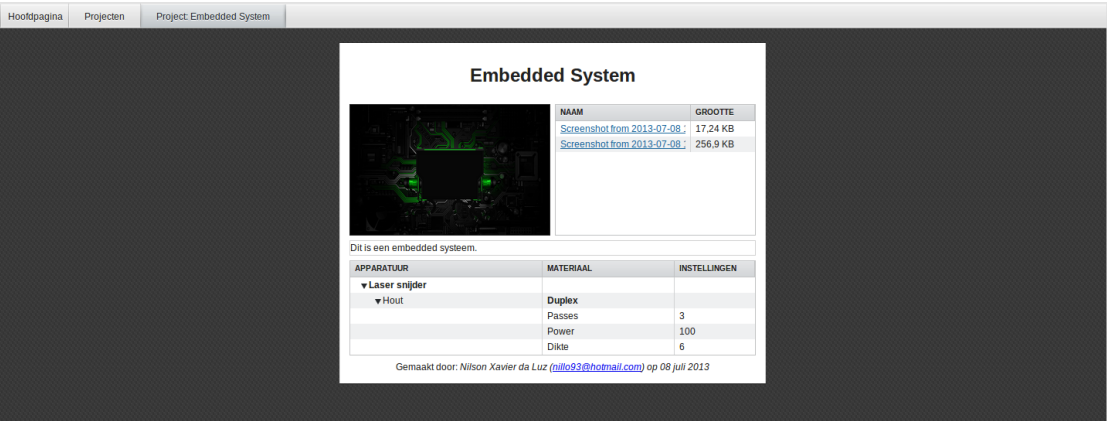 Hoofdpagina Projecten Project: Embedded System
Embedded System
NAAM GROOTTE
Screenshot from 2013-07-08 17,24 KB
Screenshot from 2013-07-08 256,9 KB
Dit is een embedded systeem.
APPARATUUR MATERIAAL INSTELLINGEN
Laser snijder
Hout Duplex
Passes 3
Power 100
Dikte 6
Gemaakt door: Nilson Xavier da Luz (nillo93@hotmail.com) op 08 juli 2013